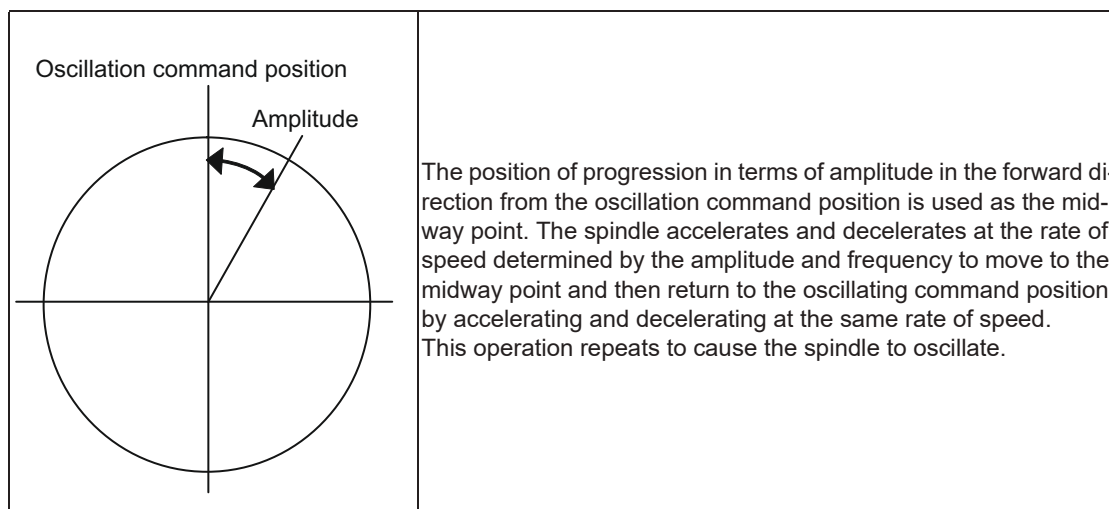 Oscillation command position
Amplitude
The position of progression in terms of amplitude in the forward di-
rection from the oscillation command position is used as the mid-
way point. The spindle accelerates and decelerates at the rate of
speed determined by the amplitude and frequency to move to the
midway point and then return to the oscillating command position
by accelerating and decelerating at the same rate of speed.
This operation repeats to cause the spindle to oscillate.